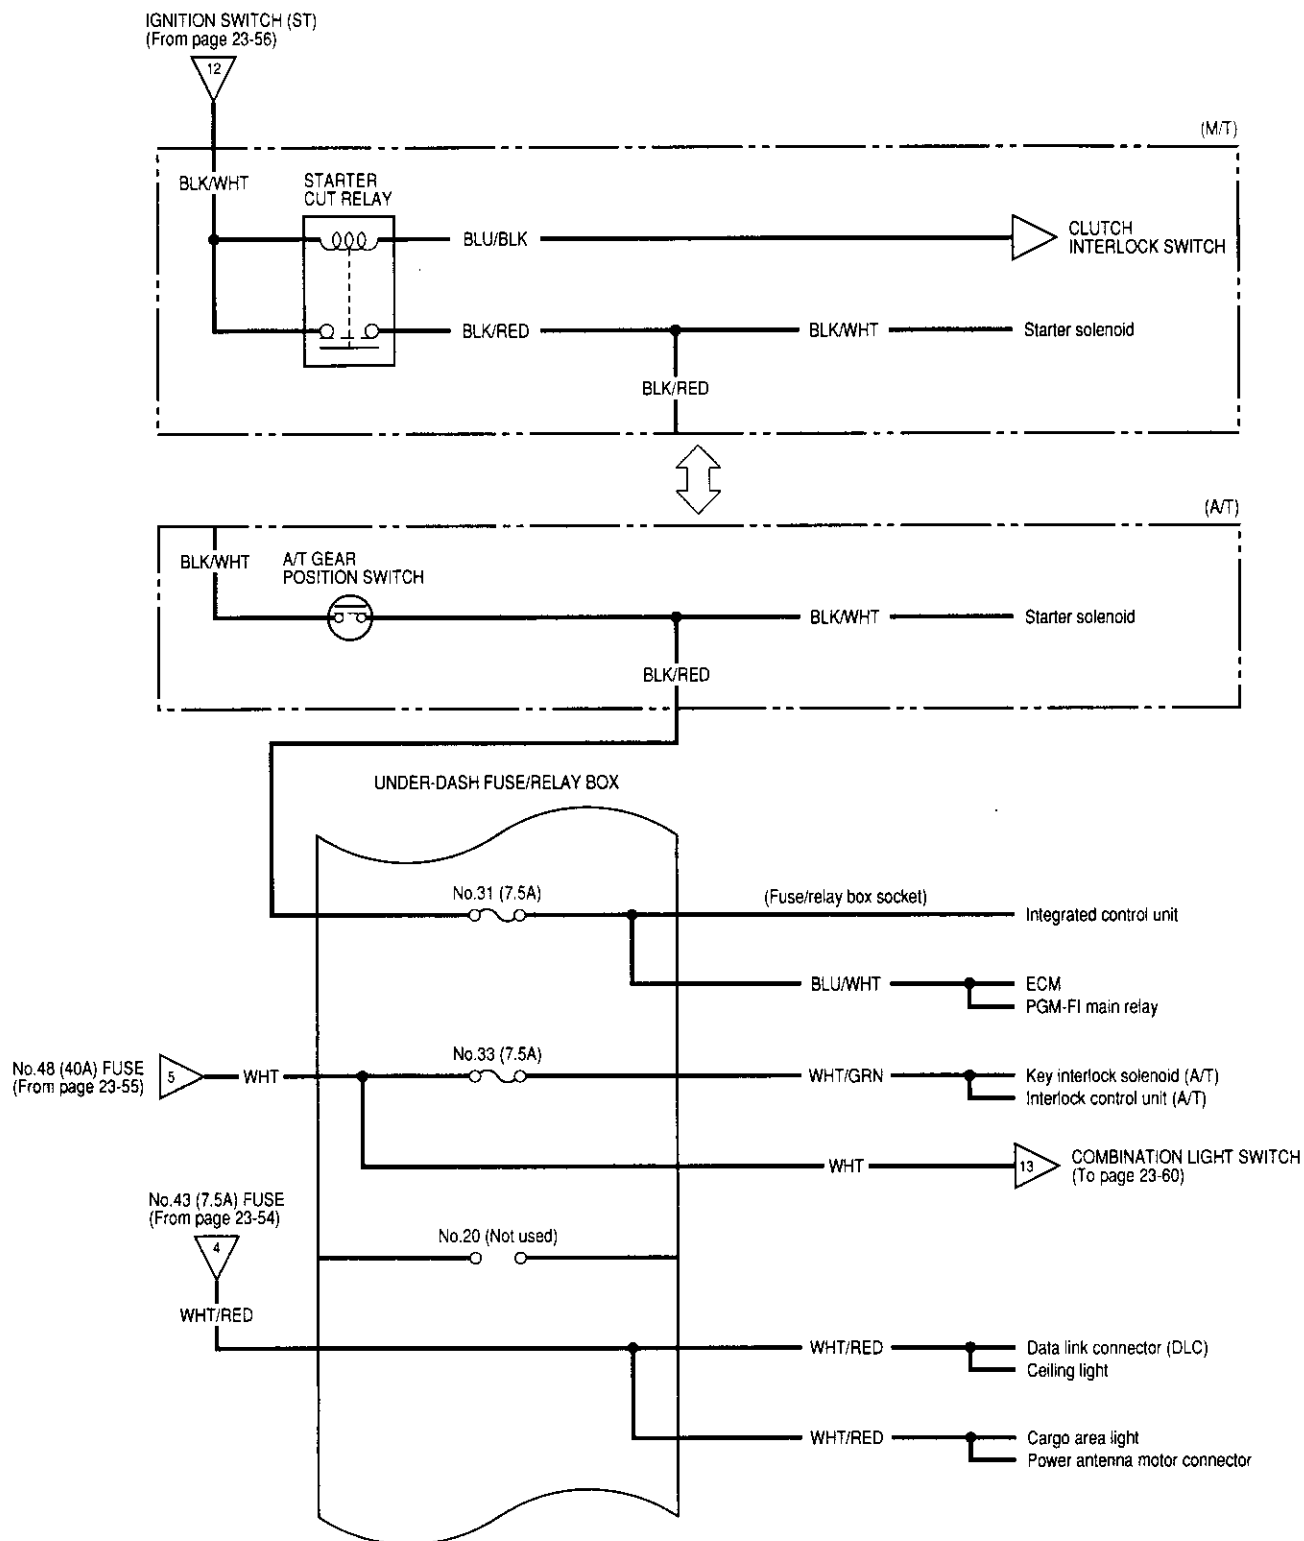 IGNITION SWITCH (ST)
(From page 23-56)
12
(M/T)
BLK/WHT
STARTER
CUT RELAY
BLU/BLK
CLUTCH
INTERLOCK SWITCH
BLK/RED
BLK/WHT
Starter solenoid
BLK/RED
(A/T)
BLK/WHT
A/T GEAR
POSITION SWITCH
BLK/WHT
Starter solenoid
BLK/RED
UNDER-DASH FUSE/RELAY BOX
No.31 (7.5A)
(Fuse/relay box socket)
Integrated control unit
BLU/WHT
ECM
PGM-FI main relay
No.48 (40A) FUSE
(From page 23-55)
5
WHT
No.33 (7.5A)
WHT/GRN
Key interlock solenoid (A/T)
Interlock control unit (A/T)
WHT
13
COMBINATION LIGHT SWITCH
(To page 23-60)
No.43 (7.5A) FUSE
(From page 23-54)
4
No.20 (Not used)
WHT/RED
WHT/RED
Data link connector (DLC)
Ceiling light
WHT/RED
Cargo area light
Power antenna motor connector